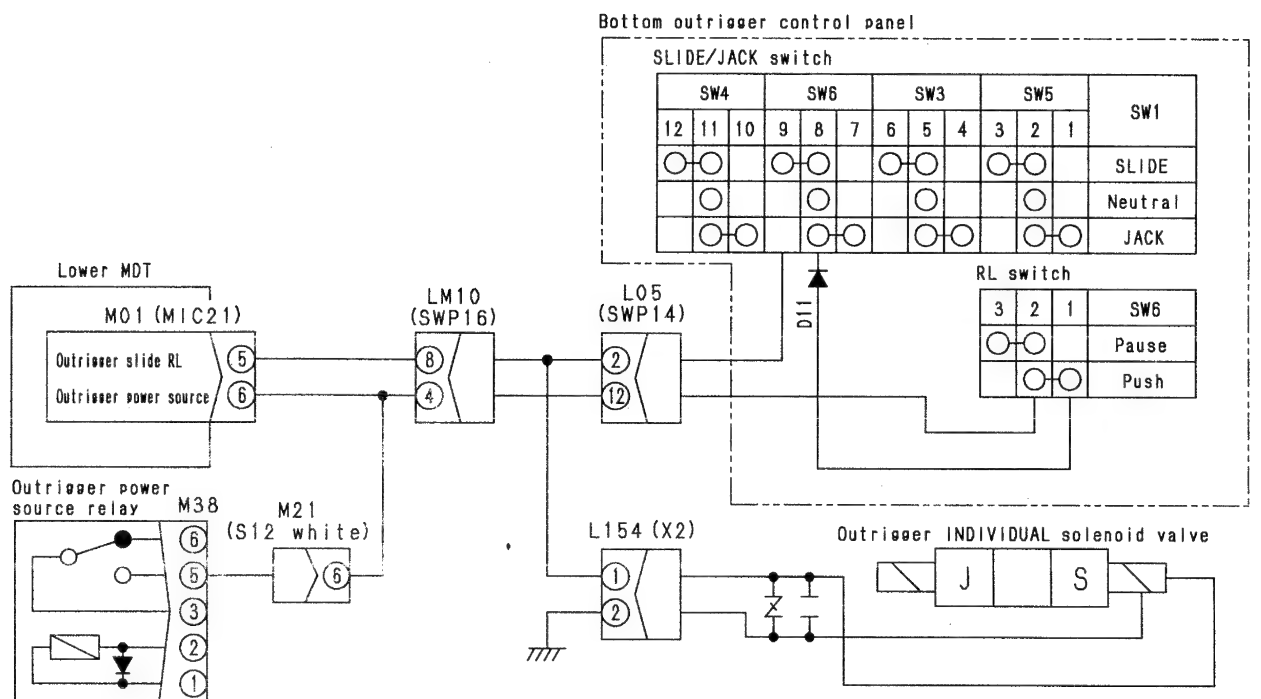 Bottom outrigger control panel
SLIDE/JACK switch
SW4 SW6 SW3 SW5 SW1
12 11 10 9 8 7 6 5 4 3 2 1
SLIDE
Neutral
JACK
Lower MDT
M01 (MIC21)
LM10
(SWP16)
L05
(SWP14)
D11
RL switch
3 2 1 SW6
Pause
Push
Outrigger slide RL 5 8 2
Outrigger power source 6 4 12
Outrigger power
source relay
M38
M21
(S12 white)
6
5
3
2
1
6
L154 (X2)
1
2
Outrigger INDIVIDUAL solenoid valve
J S